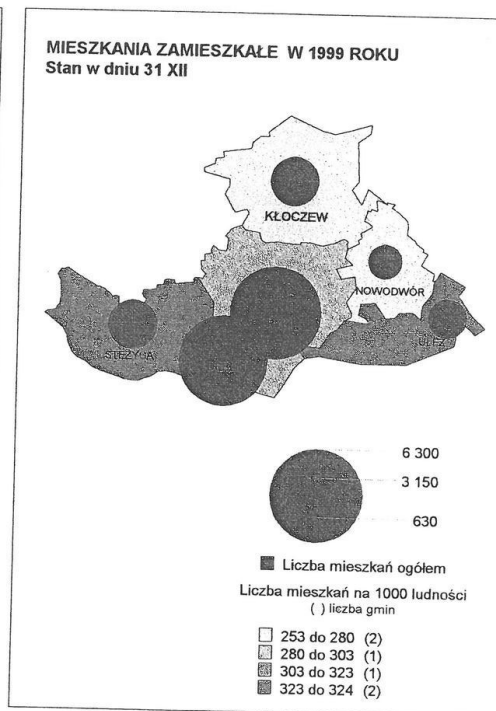 MIESZKANIA ZAMIESZKAŁE W 1999 ROKU
Stan w dniu 31 XII
KŁOCZEW
NOWODWÓR
STĘŻYCA
UŁĘŻ
6 300
3 150
630
Liczba mieszkań ogółem
Liczba mieszkań na 1000 ludności
( ) liczba gmin
253 do 280 (2)
280 do 303 (1)
303 do 323 (1)
323 do 324 (2)